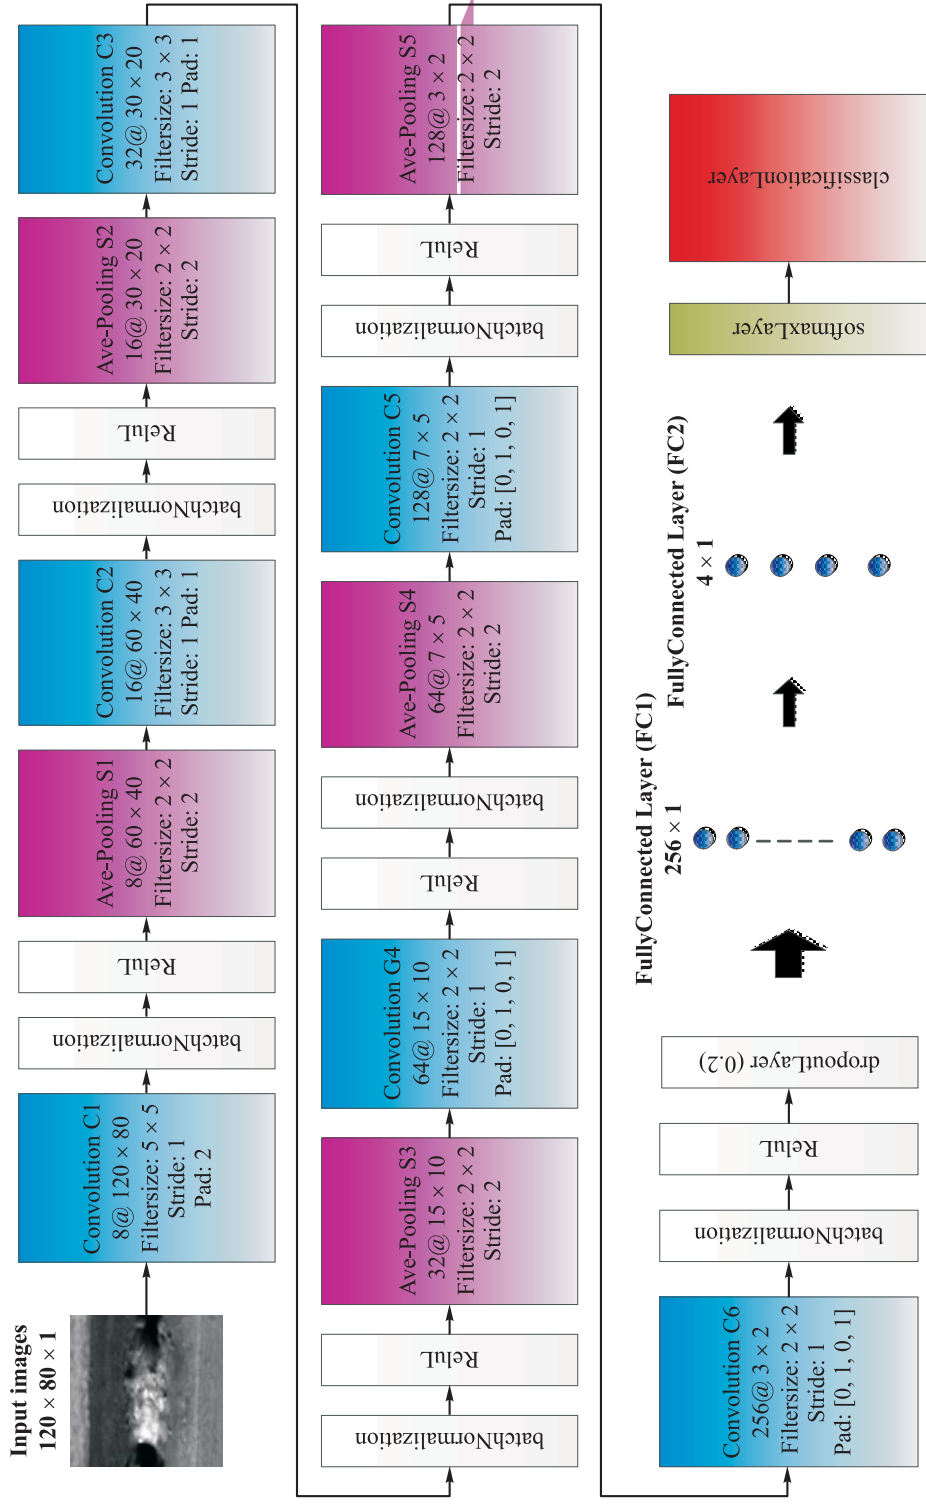 Input images
120 × 80 × 1
Convolution C1
8@ 120 × 80
Filtersize: 5 × 5
Stride: 1
Pad: 2
batchNormalization
ReluL
Ave-Pooling S1
8@ 60 × 40
Filtersize: 2 × 2
Stride: 2
Convolution C2
16@ 60 × 40
Filtersize: 3 × 3
Stride: 1 Pad: 1
batchNormalization
ReluL
Ave-Pooling S2
16@ 30 × 20
Filtersize: 2 × 2
Stride: 2
Convolution C3
32@ 30 × 20
Filtersize: 3 × 3
Stride: 1 Pad: 1
batchNormalization
ReluL
Ave-Pooling S3
32@ 15 × 10
Filtersize: 2 × 2
Stride: 2
Convolution G4
64@ 15 × 10
Filtersize: 2 × 2
Stride: 1
Pad: [0, 1, 0, 1]
ReluL
batchNormalization
Ave-Pooling S4
64@ 7 × 5
Filtersize: 2 × 2
Stride: 2
Convolution C5
128@ 7 × 5
Filtersize: 2 × 2
Stride: 1
Pad: [0, 1, 0, 1]
batchNormalization
ReluL
Ave-Pooling S5
128@ 3 × 2
Filtersize: 2 × 2
Stride: 2
Convolution C6
256@ 3 × 2
Filtersize: 2 × 2
Stride: 1
Pad: [0, 1, 0, 1]
batchNormalization
ReluL
dropoutLayer (0.2)
FullyConnected Layer (FC1)
256 × 1
FullyConnected Layer (FC2)
4 × 1
softmaxLayer
classificationLayer